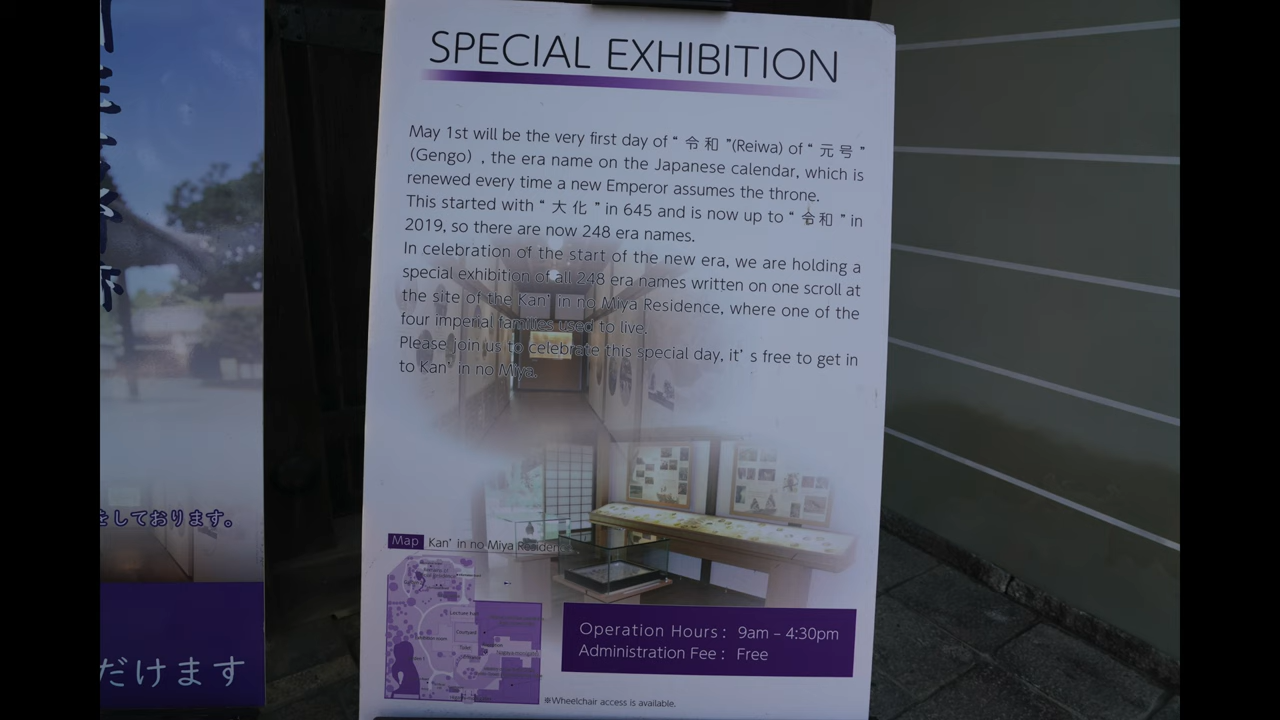 SPECIAL EXHIBITION
May 1st will be the very first day of “ 令和 ”(Reiwa) of “ 元号 ”
(Gengo) , the era name on the Japanese calendar, which is
renewed every time a new Emperor assumes the throne.
This started with “ 大化 ” in 645 and is now up to “ 令和 ” in
2019, so there are now 248 era names.
In celebration of the start of the new era, we are holding a
special exhibition of all 248 era names written on one scroll at
the site of the Kan’ in no Miya Residence, where one of the
four imperial families used to live.
Please join us to celebrate this special day, it’ s free to get in
to Kan’ in no Miya.
をしております。
だけます
Map Kan’ in no Miya Residence
Lecture hall
Courtyard
Toilet
Operation Hours : 9am – 4:30pm
Administration Fee : Free
※Wheelchair access is available.